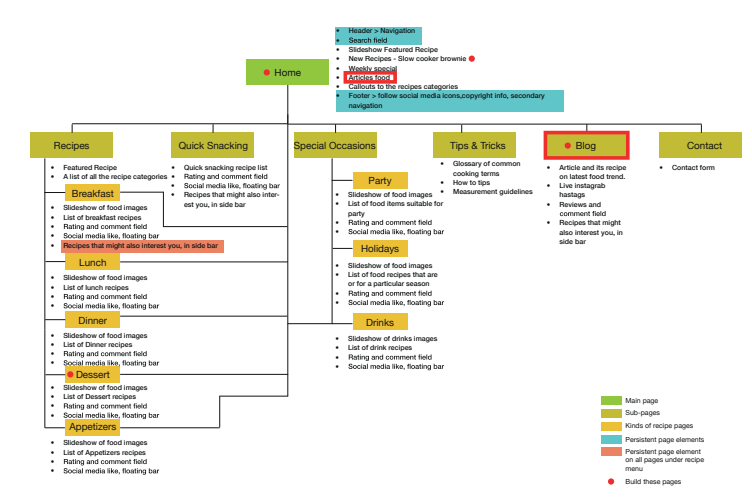 Header > Navigation
Search field
Slideshow Featured Recipe
New Recipes - Slow cooker brownie
Weekly special
Articles food
Callouts to the recipes categories
Footer > follow social media icons,copyright info, secondary
navigation
Home
Recipes
Featured Recipe
A list of all the recipe categories
Breakfast
Slideshow of food images
List of breakfast recipes
Rating and comment field
Social media like, floating bar
Recipes that might also interest you, in side bar
Lunch
Slideshow of food images
List of lunch recipes
Rating and comment field
Social media like, floating bar
Dinner
Slideshow of food images
List of Dinner recipes
Rating and comment field
Social media like, floating bar
Dessert
Slideshow of food images
List of Dessert recipes
Rating and comment field
Social media like, floating bar
Appetizers
Slideshow of food images
List of Appetizers recipes
Rating and comment field
Social media like, floating bar
Quick Snacking
Quick snacking recipe list
Rating and comment field
Social media like, floating bar
Recipes that might also inter-
est you, in side bar
Special Occasions
Party
Slideshow of food images
List of food items suitable for
party
Rating and comment field
Social media like, floating bar
Holidays
Slideshow of food images
List of food recipes that are
or for a particular season
Rating and comment field
Social media like, floating bar
Drinks
Slideshow of drinks images
List of drink recipes
Rating and comment field
Social media like, floating bar
Tips & Tricks
Glossary of common
cooking terms
How to tips
Measurement guidelines
Blog
Article and its recipe
on latest food trend.
Live instagrab
hastags
Reviews and
comment field
Recipes that might
also interest you, in
side bar
Contact
Contact form
Main page
Sub-pages
Kinds of recipe pages
Persistent page elements
Persistent page element
on all pages under recipe
menu
Build these pages